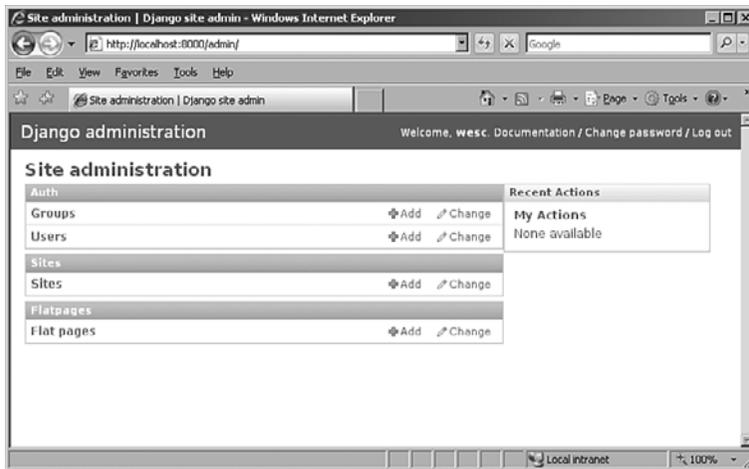 Site administration | Django site admin - Windows Internet Explorer
http://localhost:8000/admin/
Google
File Edit View Favorites Tools Help
Site administration | Django site admin
Page Tools
Django administration
Welcome, wesc. Documentation / Change password / Log out
Site administration
Auth
Groups Add Change
Users Add Change
Sites
Sites Add Change
Flatpages
Flat pages Add Change
Recent Actions
My Actions
None available
Local intranet
100%